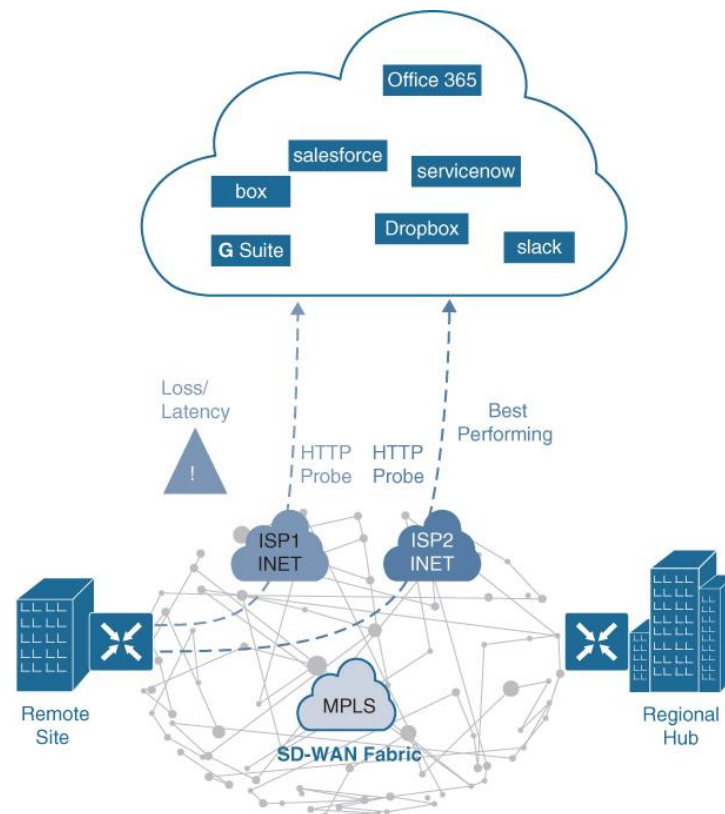 Office 365
salesforce
servicenow
box
Dropbox
G Suite
slack
Loss/
Latency
!
Best
Performing
HTTP
Probe
HTTP
Probe
ISP1
INET
ISP2
INET
MPLS
SD-WAN Fabric
Remote
Site
Regional
Hub